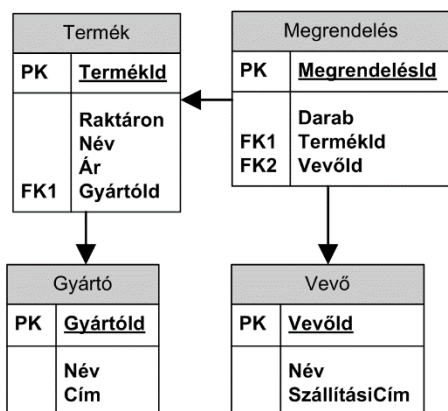 Termék
PK TermékId
Raktáron
Név
Ár
FK1 GyártóId
Megrendelés
PK MegrendelésId
Darab
FK1 TermékId
FK2 VevőId
Gyártó
PK GyártóId
Név
Cím
Vevő
PK VevőId
Név
SzállításiCím